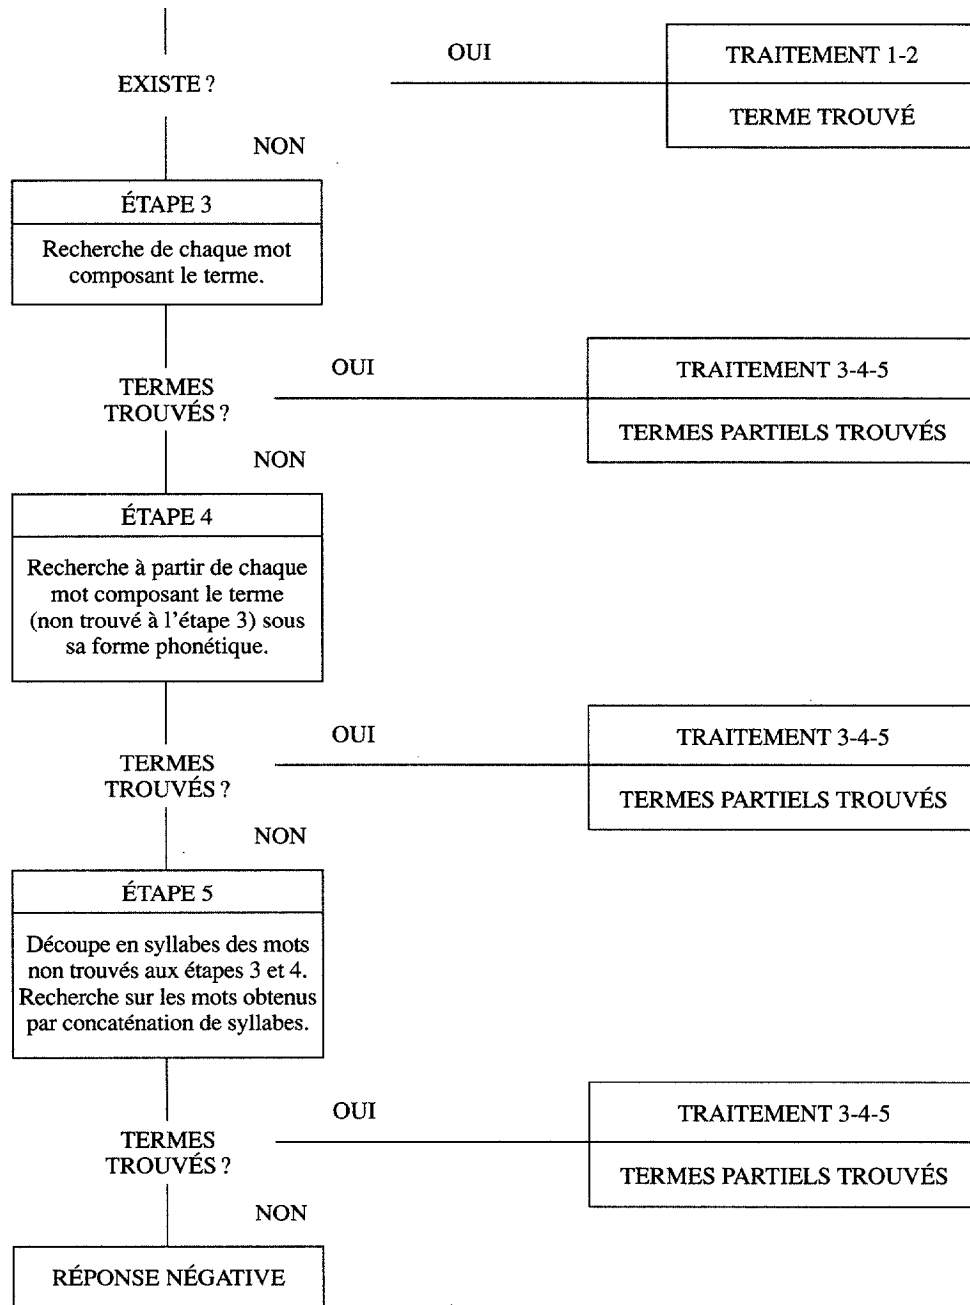 OUI
TRAITEMENT 1-2
EXISTE ?
TERME TROUVÉ
NON
ÉTAPE 3
Recherche de chaque mot
composant le terme.
OUI
TRAITEMENT 3-4-5
TERMES
TROUVÉS ?
TERMES PARTIELS TROUVÉS
NON
ÉTAPE 4
Recherche à partir de chaque
mot composant le terme
(non trouvé à l'étape 3) sous
sa forme phonétique.
OUI
TRAITEMENT 3-4-5
TERMES
TROUVÉS ?
TERMES PARTIELS TROUVÉS
NON
ÉTAPE 5
Découpe en syllabes des mots
non trouvés aux étapes 3 et 4.
Recherche sur les mots obtenus
par concaténation de syllabes.
OUI
TRAITEMENT 3-4-5
TERMES
TROUVÉS ?
TERMES PARTIELS TROUVÉS
NON
RÉPONSE NÉGATIVE